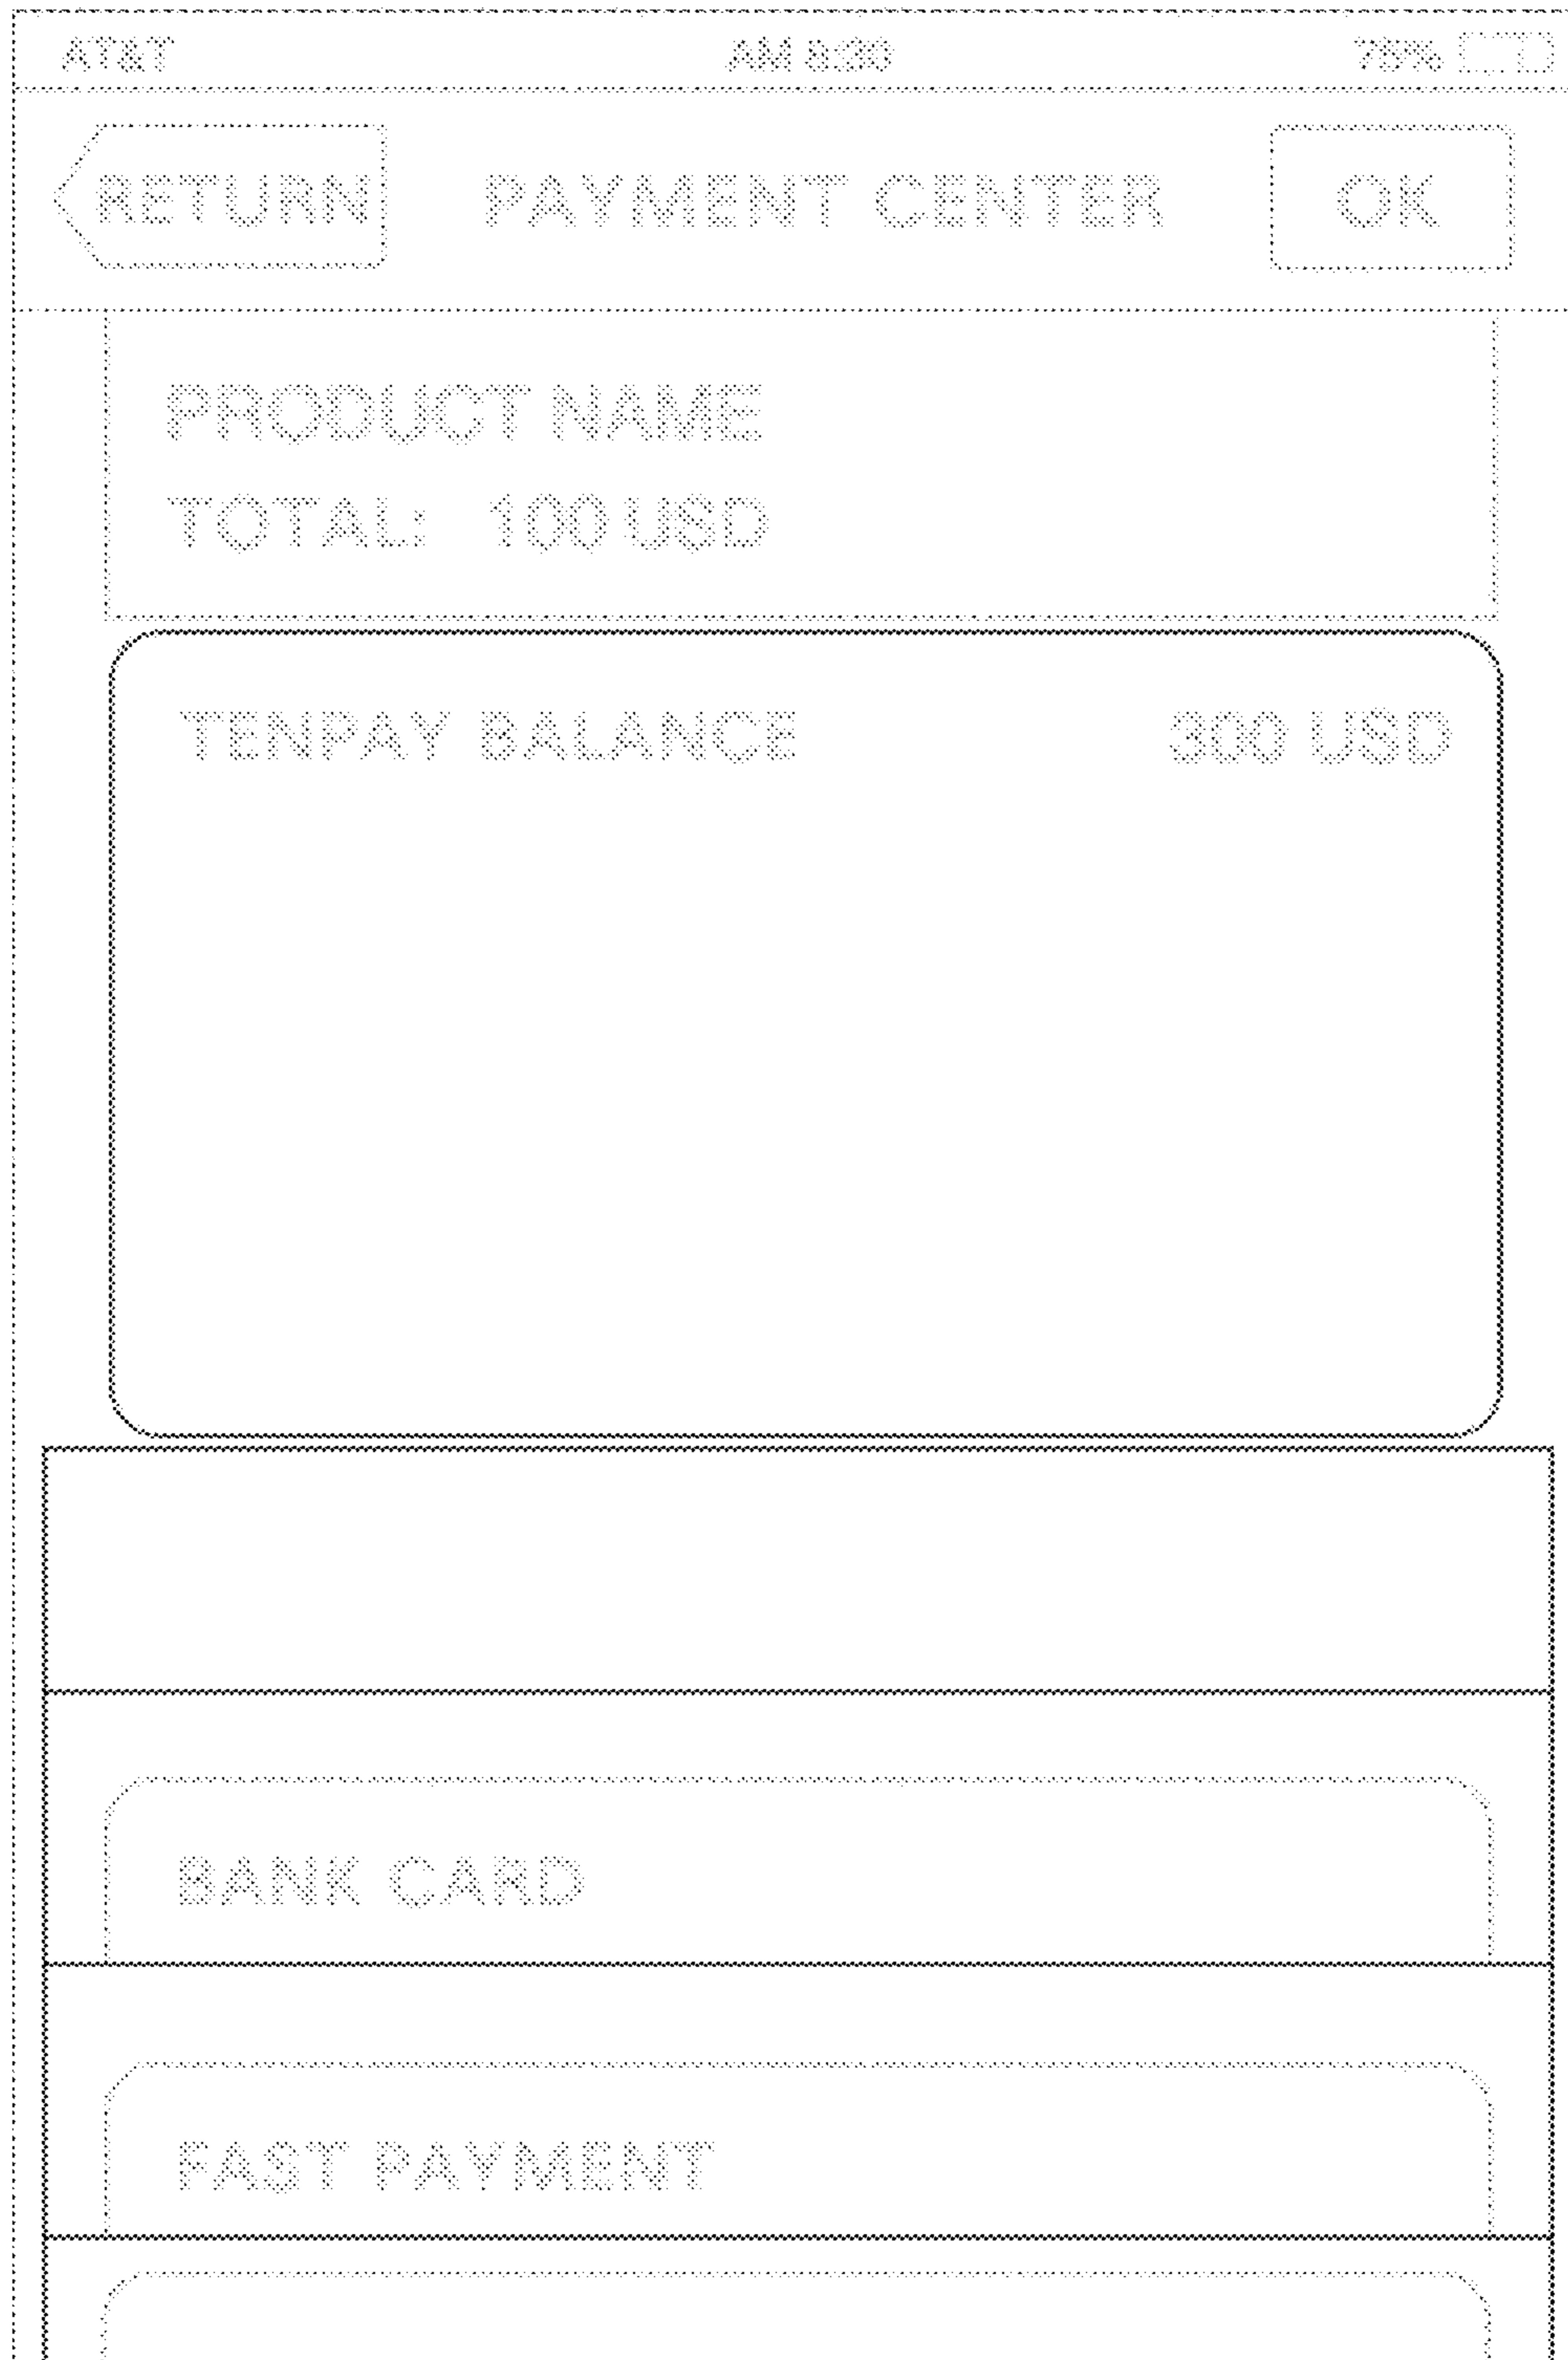 AT&T AM 8:30 75%
RETURN PAYMENT CENTER OK
PRODUCT NAME
TOTAL: 100 USD
TENPAY BALANCE 300 USD
BANK CARD
FAST PAYMENT